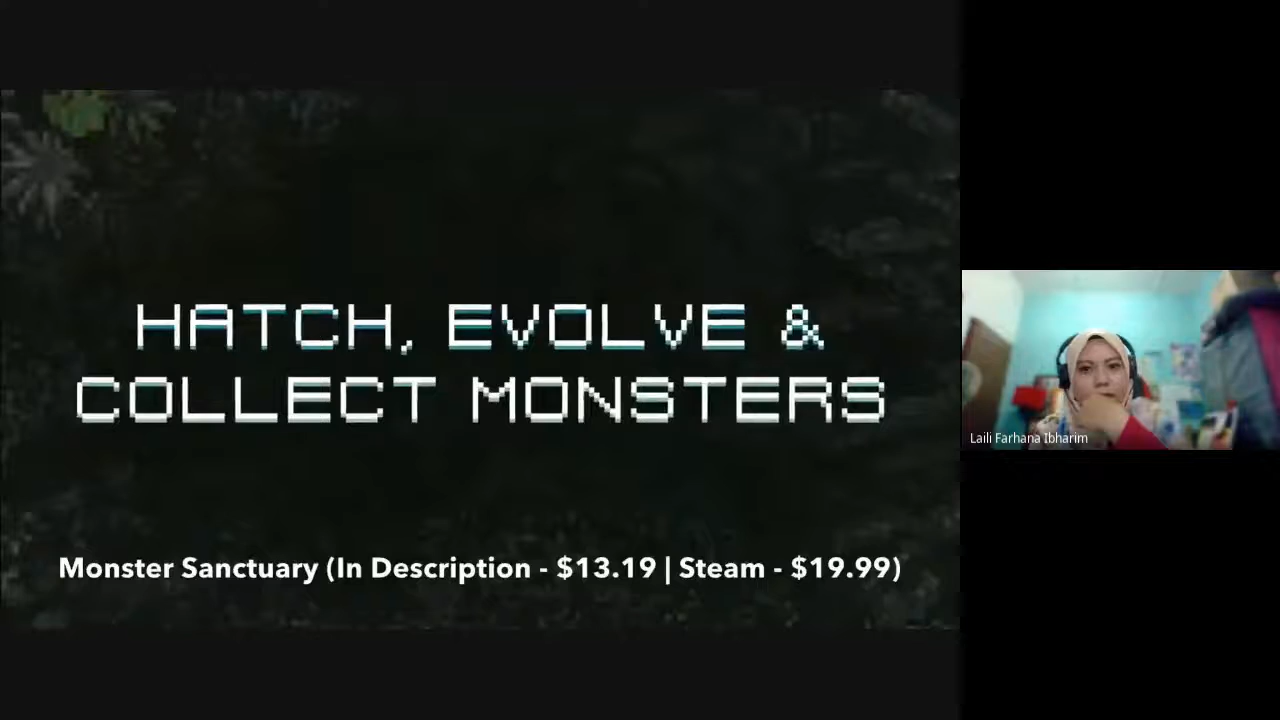 HATCH, EVOLVE &
COLLECT MONSTERS
Monster Sanctuary (In Description - $13.19 | Steam - $19.99)
Laili Farhana Ibharim